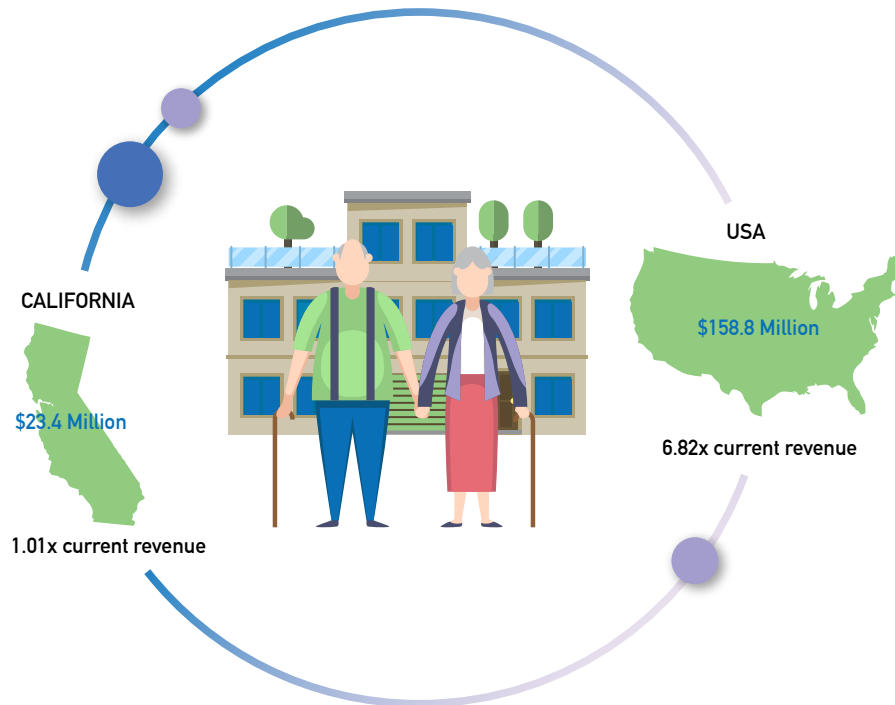 CALIFORNIA
$23.4 Million
1.01x current revenue
USA
$158.8 Million
6.82x current revenue